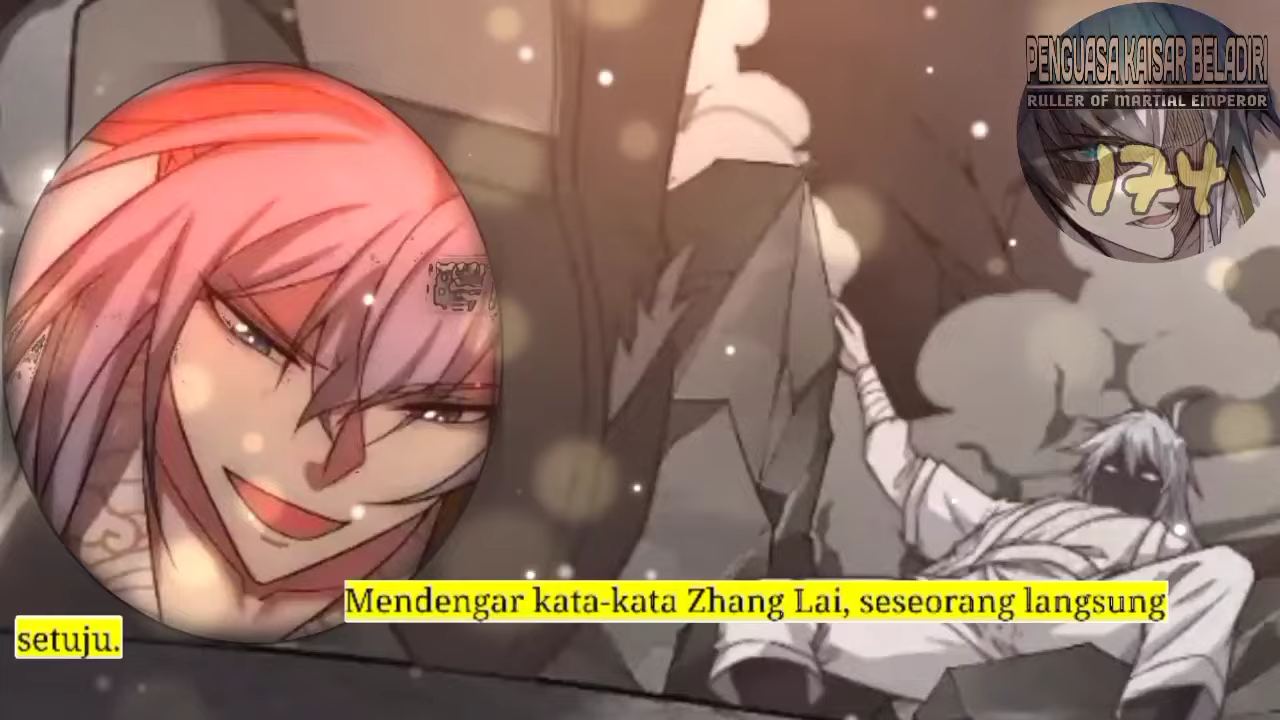 PENGUASA KAISAR BELADIRI
RULLER OF MARTIAL EMPEROR
174
Mendengar kata-kata Zhang Lai, seseorang langsung
setuju.